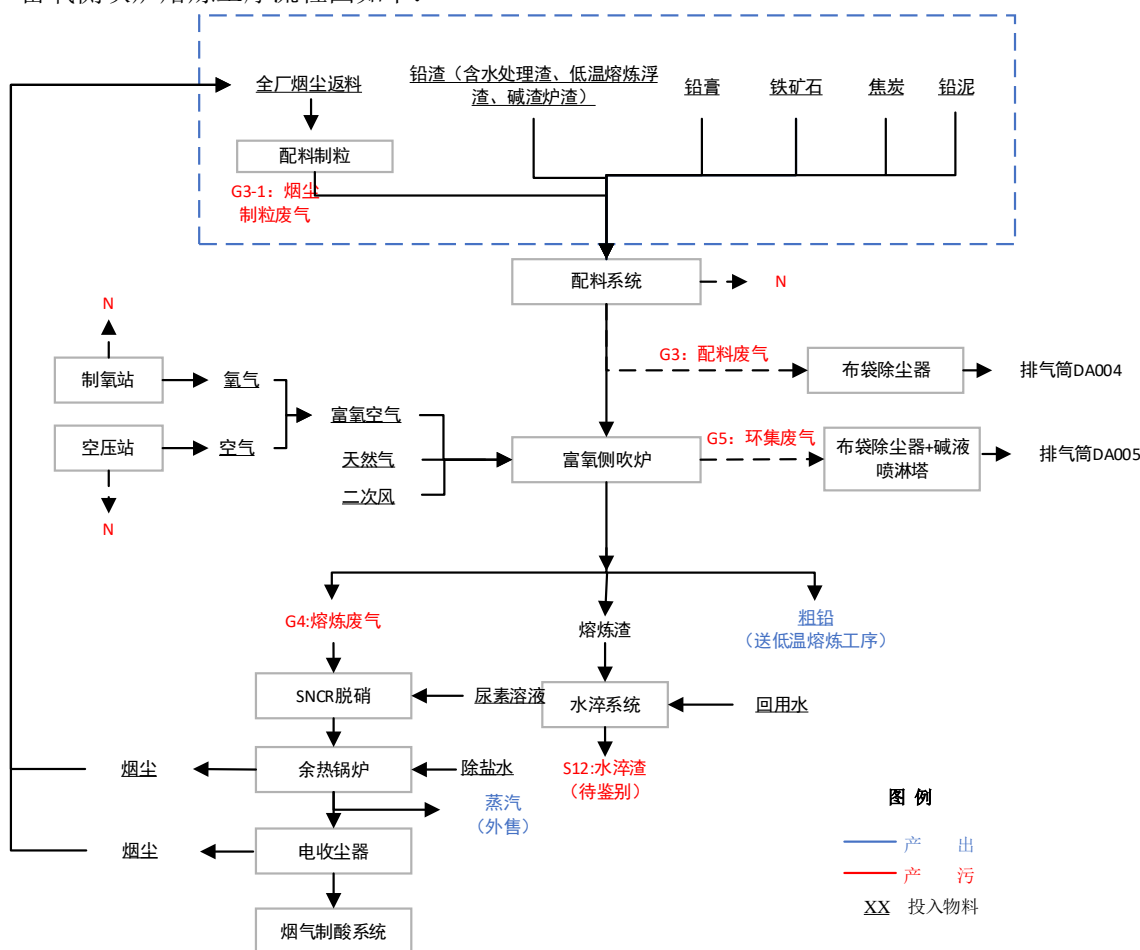 全厂烟尘返料
铅渣（含水处理渣、低温熔炼浮
渣、碱渣炉渣）
铅膏
铁矿石
焦炭
铅泥
配料制粒
G3-1：烟尘
制粒废气
配料系统
N
N
G3：配料废气
布袋除尘器
排气筒DA004
制氧站
氧气
富氧空气
空压站
空气
天然气
二次风
富氧侧吹炉
G5：环集废气
布袋除尘器+碱液
喷淋塔
排气筒DA005
N
G4:熔炼废气
熔炼渣
粗铅
（送低温熔炼工序）
SNCR脱硝
尿素溶液
水淬系统
回用水
烟尘
余热锅炉
除盐水
S12:水淬渣
（待鉴别）
蒸汽
（外售）
烟尘
电收尘器
烟气制酸系统
图 例
产 出
产 污
XX 投入物料